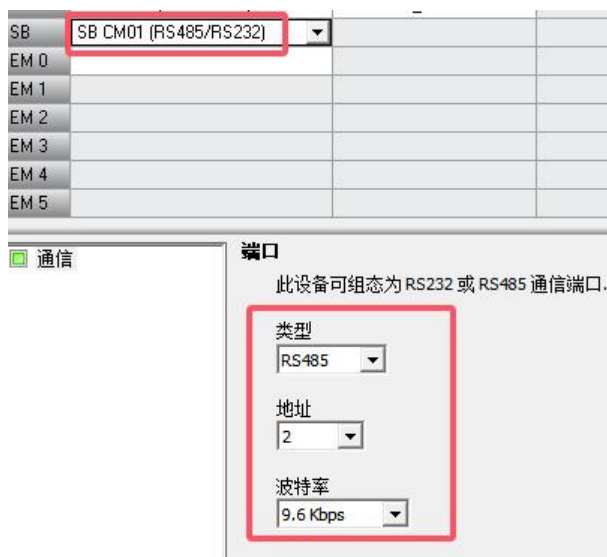 SB SB CM01 (RS485/RS232)
EM 0
EM 1
EM 2
EM 3
EM 4
EM 5
通信
端口
此设备可组态为 RS232 或 RS485 通信端口.
类型
RS485
地址
2
波特率
9.6 Kbps